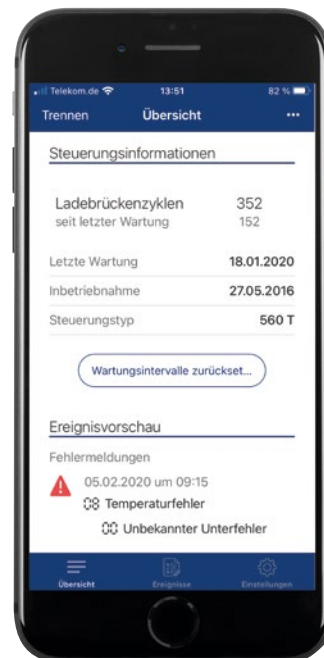 Telekom.de 13:51 82 %
Trennen Übersicht ...
Steuerungsinformationen
Ladebrückenzyklen 352
seit letzter Wartung 152
Letzte Wartung 18.01.2020
Inbetriebnahme 27.05.2016
Steuerungstyp 560 T
Wartungsintervalle zurückset...
Ereignisvorschau
Fehlermeldungen
05.02.2020 um 09:15
08 Temperaturfehler
00 Unbekannter Unterfehler
Übersicht Ereignisse Einstellungen